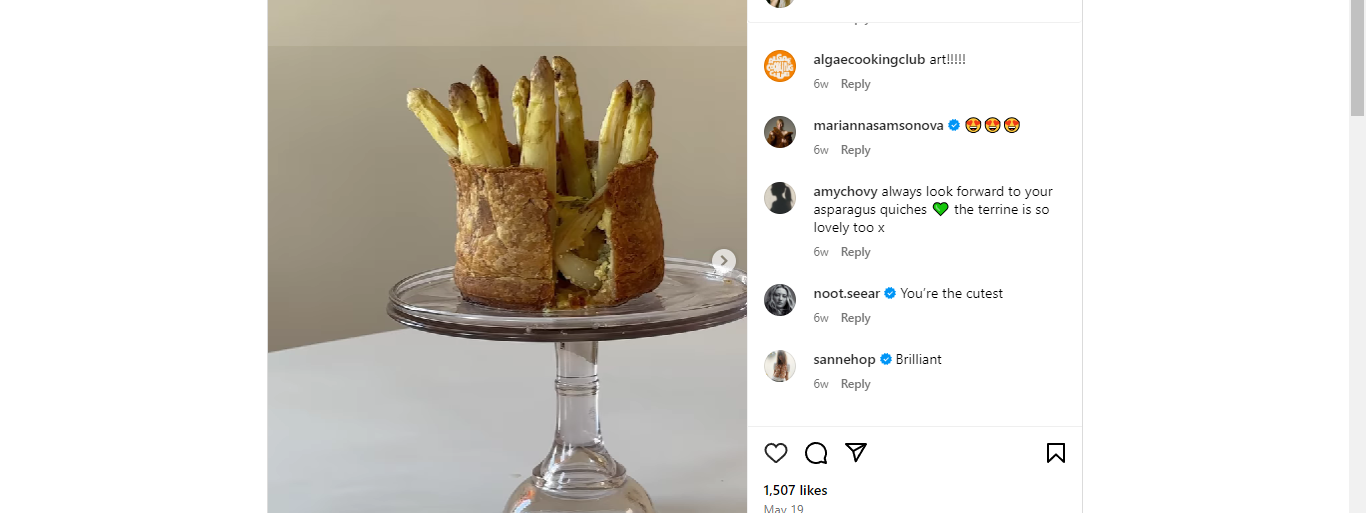 algaecookingclub art!!!!!
6w Reply
mariannasamsonova 😍😍😍
6w Reply
amychovy always look forward to your
asparagus quiches 💚 the terrine is so
lovely too x
6w Reply
noot.seear You’re the cutest
6w Reply
sannehop Brilliant
6w Reply
1,507 likes
May 19